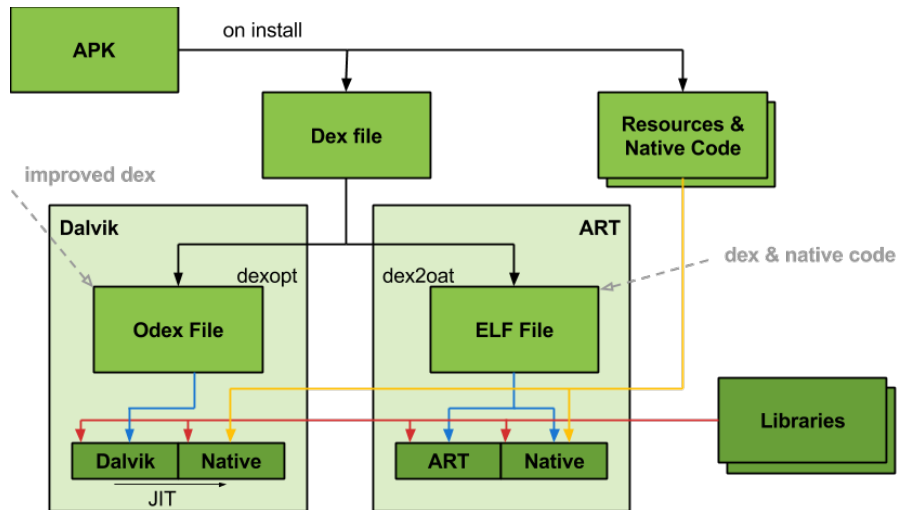 APK
on install
Dex file
Resources &
Native Code
improved dex
Dalvik
ART
dexopt
dex2oat
dex & native code
Odex File
ELF File
Libraries
Dalvik
Native
ART
Native
JIT